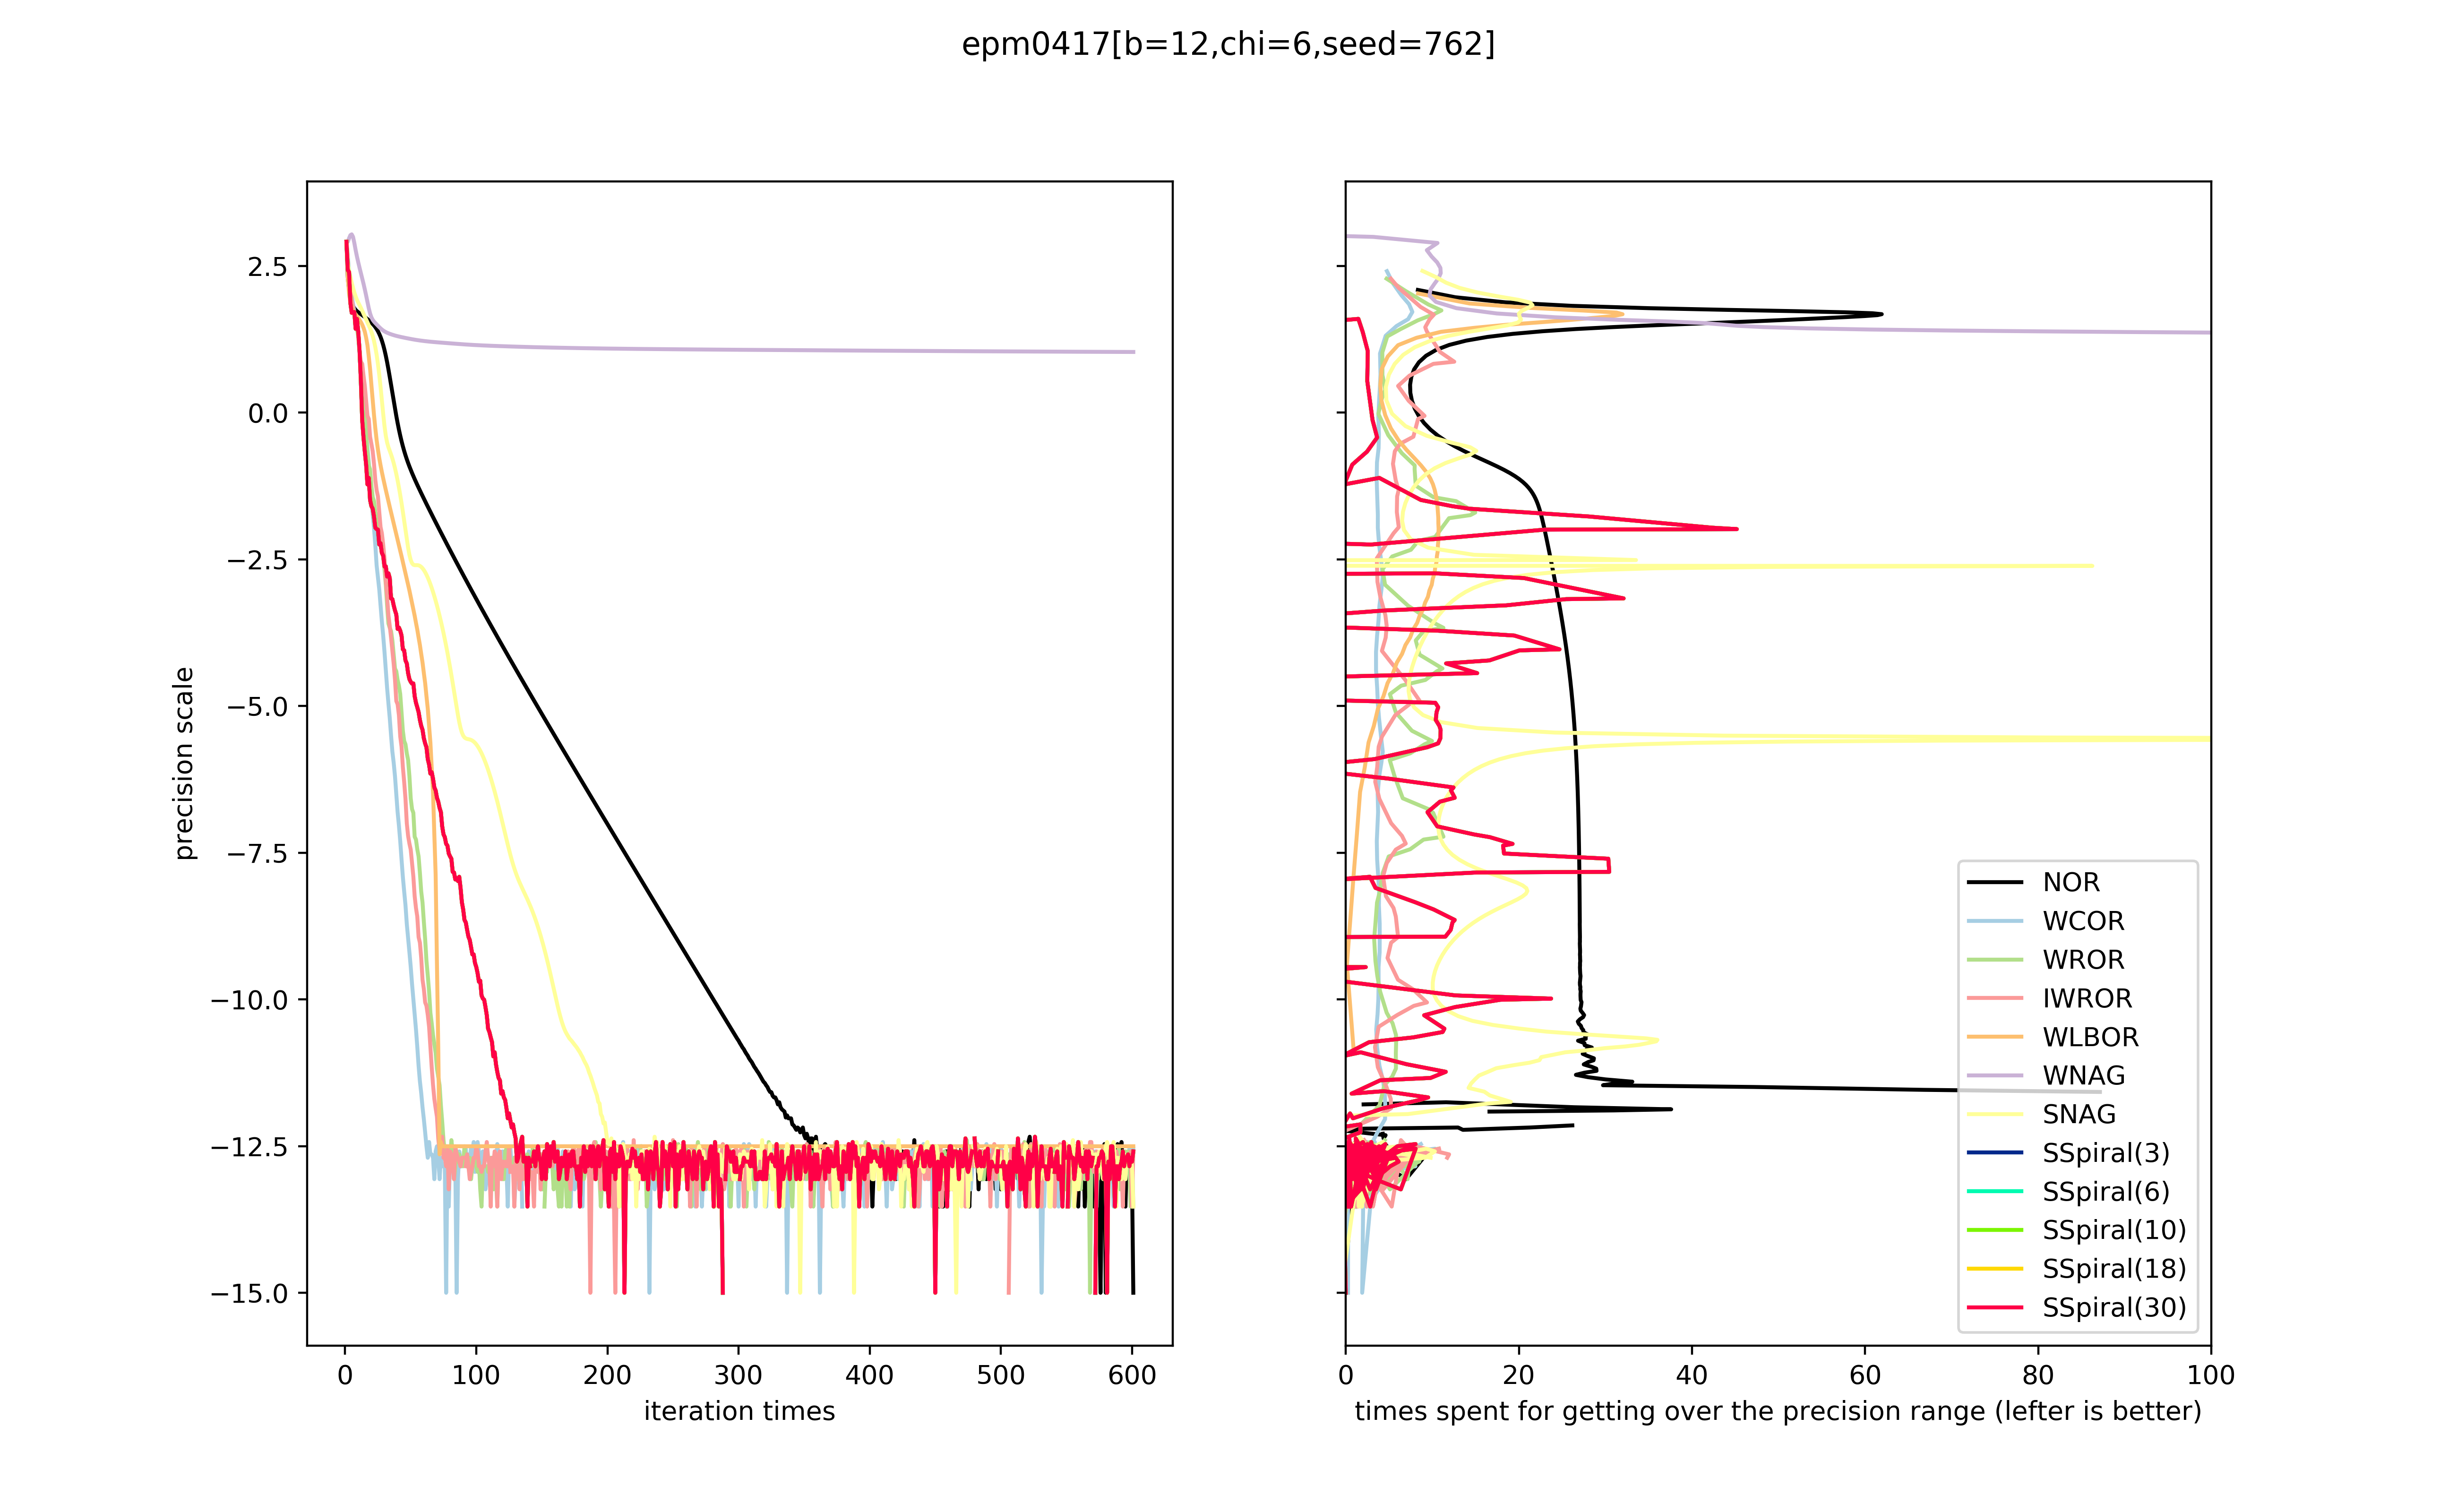 epm0417[b=12,chi=6,seed=762]
2.5
0.0
−2.5
−5.0
−7.5
−10.0
−12.5
−15.0
precision scale
0 100 200 300 400 500 600
iteration times
0 20 40 60 80 100
times spent for getting over the precision range (lefter is better)
NOR
WCOR
WROR
IWROR
WLBOR
WNAG
SNAG
SSpiral(3)
SSpiral(6)
SSpiral(10)
SSpiral(18)
SSpiral(30)